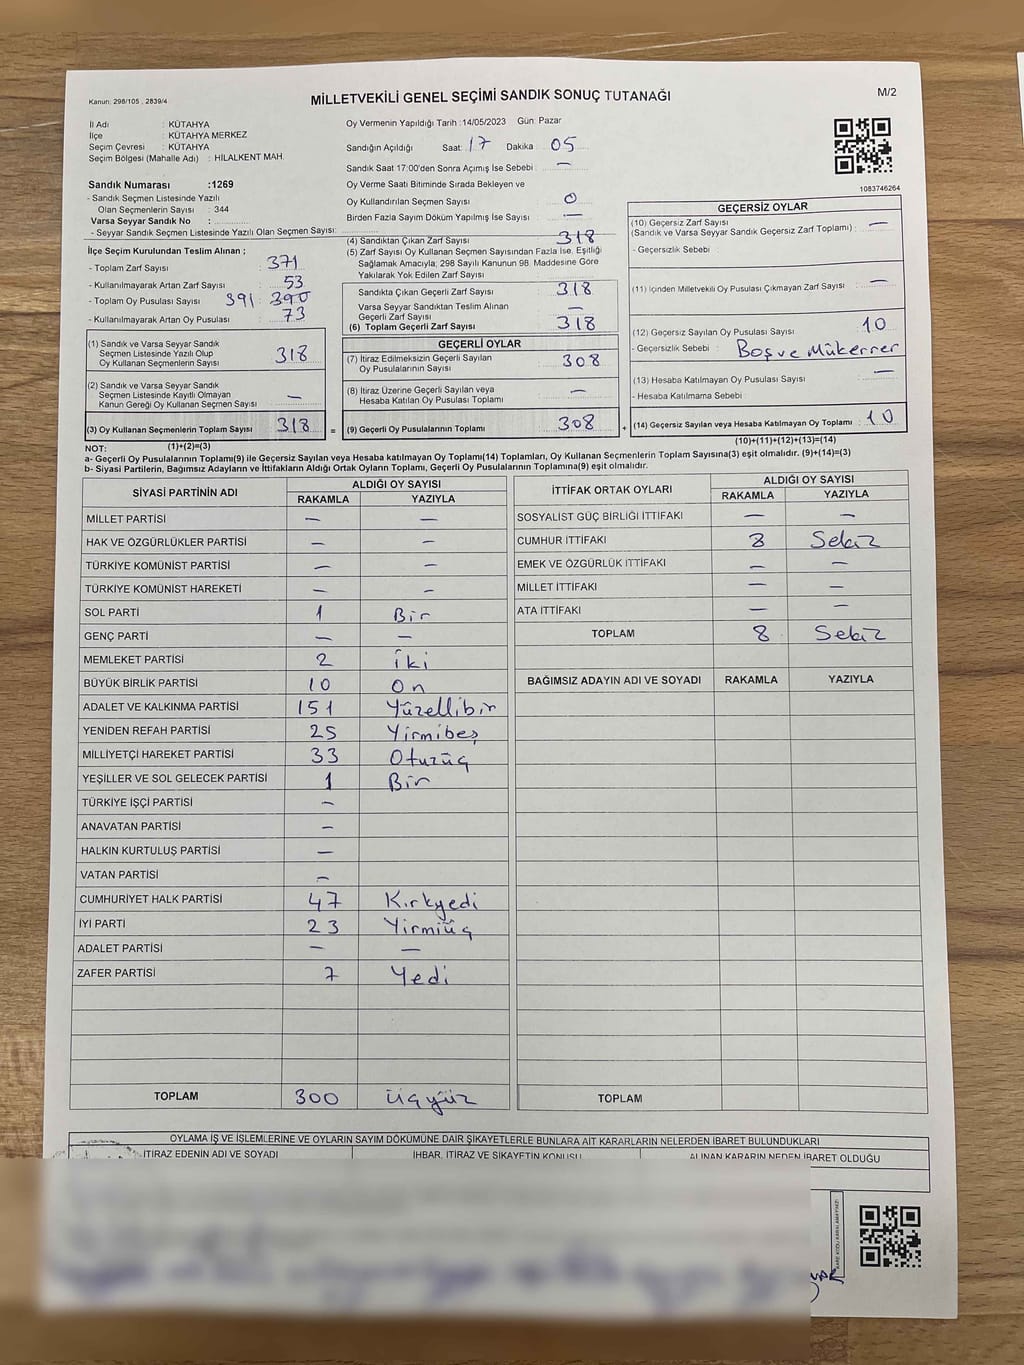 Kanun: 298/105 , 2839/4
MİLLETVEKİLİ GENEL SEÇİMİ SANDIK SONUÇ TUTANAĞI
M/2
İl Adı : KÜTAHYA
İlçe : KÜTAHYA MERKEZ
Seçim Çevresi : KÜTAHYA
Seçim Bölgesi (Mahalle Adı) : HİLALKENT MAH.
Sandık Numarası :1269
- Sandık Seçmen Listesinde Yazılı
Olan Seçmenlerin Sayısı : 344
Varsa Seyyar Sandık No :
- Seyyar Sandık Seçmen Listesinde Yazılı Olan Seçmen Sayısı:
Oy Vermenin Yapıldığı Tarih :14/05/2023 Gün: Pazar
Sandığın Açıldığı Saat: 17 Dakika 05
Sandık Saat 17:00'den Sonra Açımış İse Sebebi : —
Oy Verme Saati Bitiminde Sırada Bekleyen ve
Oy Kullandırılan Seçmen Sayısı 0
Birden Fazla Sayım Döküm Yapılmış İse Sayısı : —
1083746264
İlçe Seçim Kurulundan Teslim Alınan ;
- Toplam Zarf Sayısı : 371
- Kullanılmayarak Artan Zarf Sayısı : 53
- Toplam Oy Pusulası Sayısı 391 : 390
- Kullanılmayarak Artan Oy Pusulası : 73
(1) Sandık ve Varsa Seyyar Sandık
Seçmen Listesinde Yazılı Olup
Oy Kullanan Seçmenlerin Sayısı 318
(2) Sandık ve Varsa Seyyar Sandık
Seçmen Listesinde Kayıtlı Olmayan
Kanun Gereği Oy Kullanan Seçmen Sayısı —
(3) Oy Kullanan Seçmenlerin Toplam Sayısı 318 =
(4) Sandıktan Çıkan Zarf Sayısı 318
(5) Zarf Sayısı Oy Kullanan Seçmen Sayısından Fazla İse, Eşitliği
Sağlamak Amacıyla; 298 Sayılı Kanunun 98. Maddesine Göre
Yakılarak Yok Edilen Zarf Sayısı
Sandıkta Çıkan Geçerli Zarf Sayısı : 318
Varsa Seyyar Sandıktan Teslim Alınan
Geçerli Zarf Sayısı —
(6) Toplam Geçerli Zarf Sayısı : 318
GEÇERLİ OYLAR
(7) İtiraz Edilmeksizin Geçerli Sayılan
Oy Pusulalarının Sayısı 308
(8) İtiraz Üzerine Geçerli Sayılan veya
Hesaba Katılan Oy Pusulası Toplamı —
(9) Geçerli Oy Pusulalarının Toplamı 308 +
GEÇERSİZ OYLAR
(10) Geçersiz Zarf Sayısı
(Sandık ve Varsa Seyyar Sandık Geçersiz Zarf Toplamı) : —
- Geçersizlik Sebebi
(11) İçinden Milletvekili Oy Pusulası Çıkmayan Zarf Sayısı : —
(12) Geçersiz Sayılan Oy Pusulası Sayısı 10
- Geçersizlik Sebebi : Boş ve Mükerrer
(13) Hesaba Katılmayan Oy Pusulası Sayısı —
- Hesaba Katılmama Sebebi
(14) Geçersiz Sayılan veya Hesaba Katılmayan Oy Toplamı : 10
NOT: (1)+(2)=(3)
(10)+(11)+(12)+(13)=(14)
a- Geçerli Oy Pusulalarının Toplamı(9) ile Geçersiz Sayılan veya Hesaba Katılmayan Oy Toplamı(14) Toplamları, Oy Kullanan Seçmenlerin Toplam Sayısına(3) eşit olmalıdır. (9)+(14)=(3)
b- Siyasi Partilerin, Bağımsız Adayların ve İttifakların Aldığı Ortak Oyların Toplamı, Geçerli Oy Pusulalarının Toplamına(9) eşit olmalıdır.
SİYASİ PARTİNİN ADI ALDIĞI OY SAYISI
RAKAMLA YAZIYLA
MİLLET PARTİSİ — —
HAK VE ÖZGÜRLÜKLER PARTİSİ — —
TÜRKİYE KOMÜNİST PARTİSİ — —
TÜRKİYE KOMÜNİST HAREKETİ — —
SOL PARTİ 1 Bir
GENÇ PARTİ — —
MEMLEKET PARTİSİ 2 İki
BÜYÜK BİRLİK PARTİSİ 10 On
ADALET VE KALKINMA PARTİSİ 151 Yüzellibir
YENİDEN REFAH PARTİSİ 25 Yirmibeş
MİLLİYETÇİ HAREKET PARTİSİ 33 Otuzüç
YEŞİLLER VE SOL GELECEK PARTİSİ 1 Bir
TÜRKİYE İŞÇİ PARTİSİ —
ANAVATAN PARTİSİ —
HALKIN KURTULUŞ PARTİSİ —
VATAN PARTİSİ —
CUMHURİYET HALK PARTİSİ 47 Kırkyedi
İYİ PARTİ 23 Yirmiüç
ADALET PARTİSİ — —
ZAFER PARTİSİ 7 Yedi
TOPLAM 300 Üçyüz
İTTİFAK ORTAK OYLARI ALDIĞI OY SAYISI
RAKAMLA YAZIYLA
SOSYALİST GÜÇ BİRLİĞİ İTTİFAKI — —
CUMHUR İTTİFAKI 8 Sekiz
EMEK VE ÖZGÜRLÜK İTTİFAKI — —
MİLLET İTTİFAKI — —
ATA İTTİFAKI — —
TOPLAM 8 Sekiz
BAĞIMSIZ ADAYIN ADI VE SOYADI RAKAMLA YAZIYLA
TOPLAM
OYLAMA İŞ VE İŞLEMLERİNE VE OYLARIN SAYIM DÖKÜMÜNE DAİR ŞİKAYETLERLE BUNLARA AİT KARARLARIN NELERDEN İBARET BULUNDUKLARI
İTİRAZ EDENİN ADI VE SOYADI İHBAR, İTİRAZ VE ŞİKAYETİN KONUSU ALINAN KARARIN NEDEN İBARET OLDUĞU